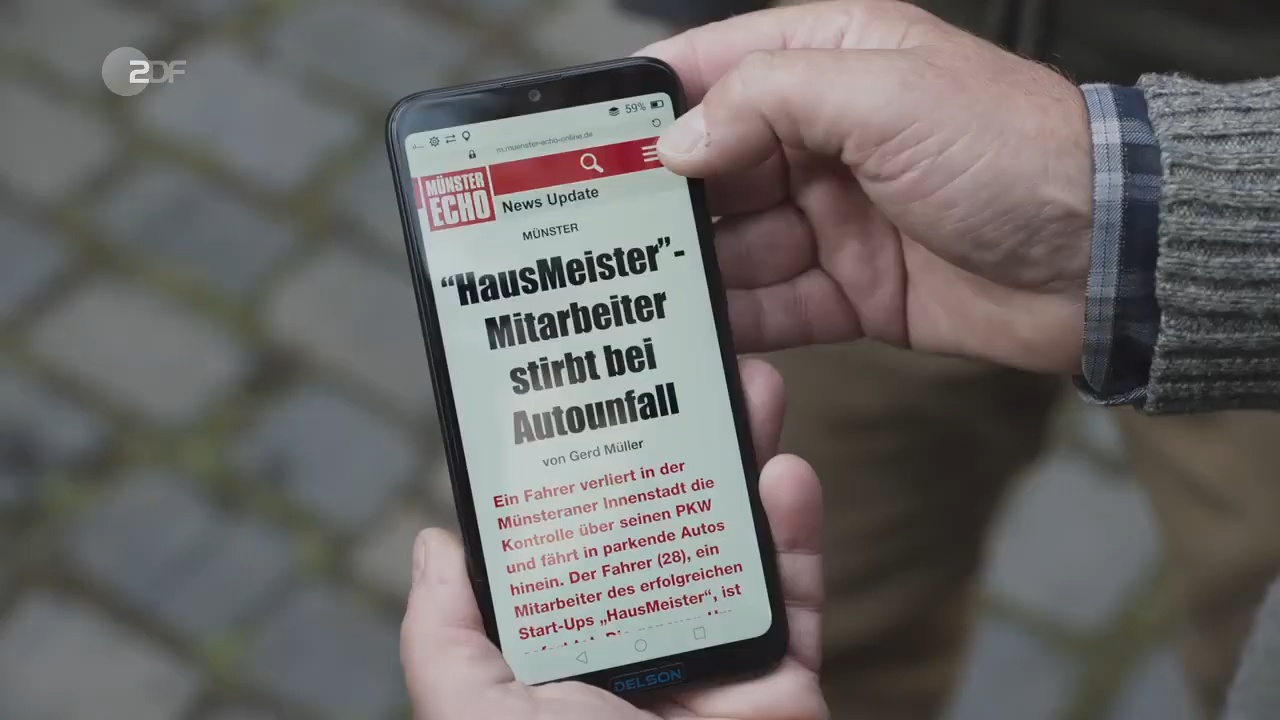 2DF
59%
m.muenster-echo-online.de
MÜNSTER
ECHO
News Update
MÜNSTER
“HausMeister”-
Mitarbeiter
stirbt bei
Autounfall
von Gerd Müller
Ein Fahrer verliert in der
Münsteraner Innenstadt die
Kontrolle über seinen PKW
und fährt in parkende Autos
hinein. Der Fahrer (28), ein
Mitarbeiter des erfolgreichen
Start-Ups „HausMeister“, ist
DELSON